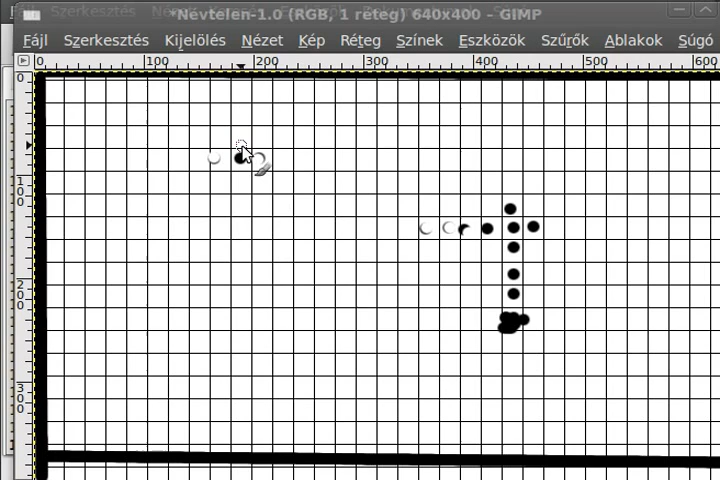 *Névtelen-1.0 (RGB, 1 réteg) 640x400 – GIMP
Fájl Szerkesztés Kijelölés Nézet Kép Réteg Színek Eszközök Szűrők Ablakok Súgó
0 100 200 300 400 500 600
0
100
200
300